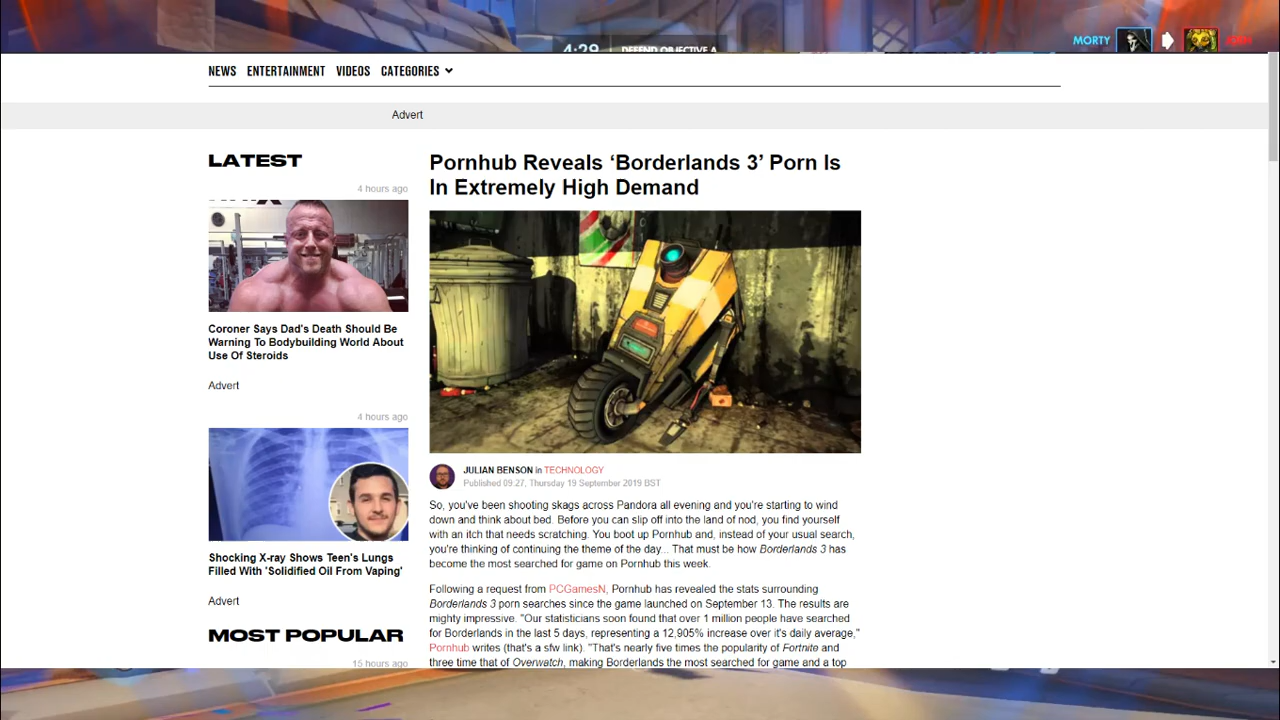 4:29 DEFEND OBJECTIVE A
MORTY
NEWS ENTERTAINMENT VIDEOS CATEGORIES
Advert
LATEST
4 hours ago
Coroner Says Dad's Death Should Be
Warning To Bodybuilding World About
Use Of Steroids
Advert
4 hours ago
Shocking X-ray Shows Teen's Lungs
Filled With 'Solidified Oil From Vaping'
Advert
MOST POPULAR
15 hours ago
Pornhub Reveals ‘Borderlands 3’ Porn Is
In Extremely High Demand
JULIAN BENSON in TECHNOLOGY
Published 09:27, Thursday 19 September 2019 BST
So, you've been shooting skags across Pandora all evening and you're starting to wind
down and think about bed. Before you can slip off into the land of nod, you find yourself
with an itch that needs scratching. You boot up Pornhub and, instead of your usual search,
you're thinking of continuing the theme of the day... That must be how Borderlands 3 has
become the most searched for game on Pornhub this week.
Following a request from PCGamesN, Pornhub has revealed the stats surrounding
Borderlands 3 porn searches since the game launched on September 13. The results are
mighty impressive. "Our statisticians soon found that over 1 million people have searched
for Borderlands in the last 5 days, representing a 12,905% increase over it's daily average,"
Pornhub writes (that's a sfw link). "That's nearly five times the popularity of Fortnite and
three time that of Overwatch, making Borderlands the most searched for game and a top